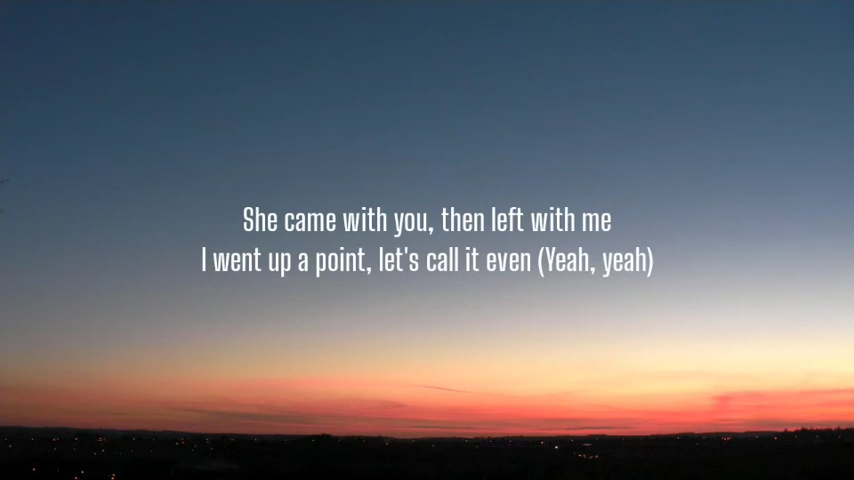 She came with you, then left with me
I went up a point, let's call it even (Yeah, yeah)